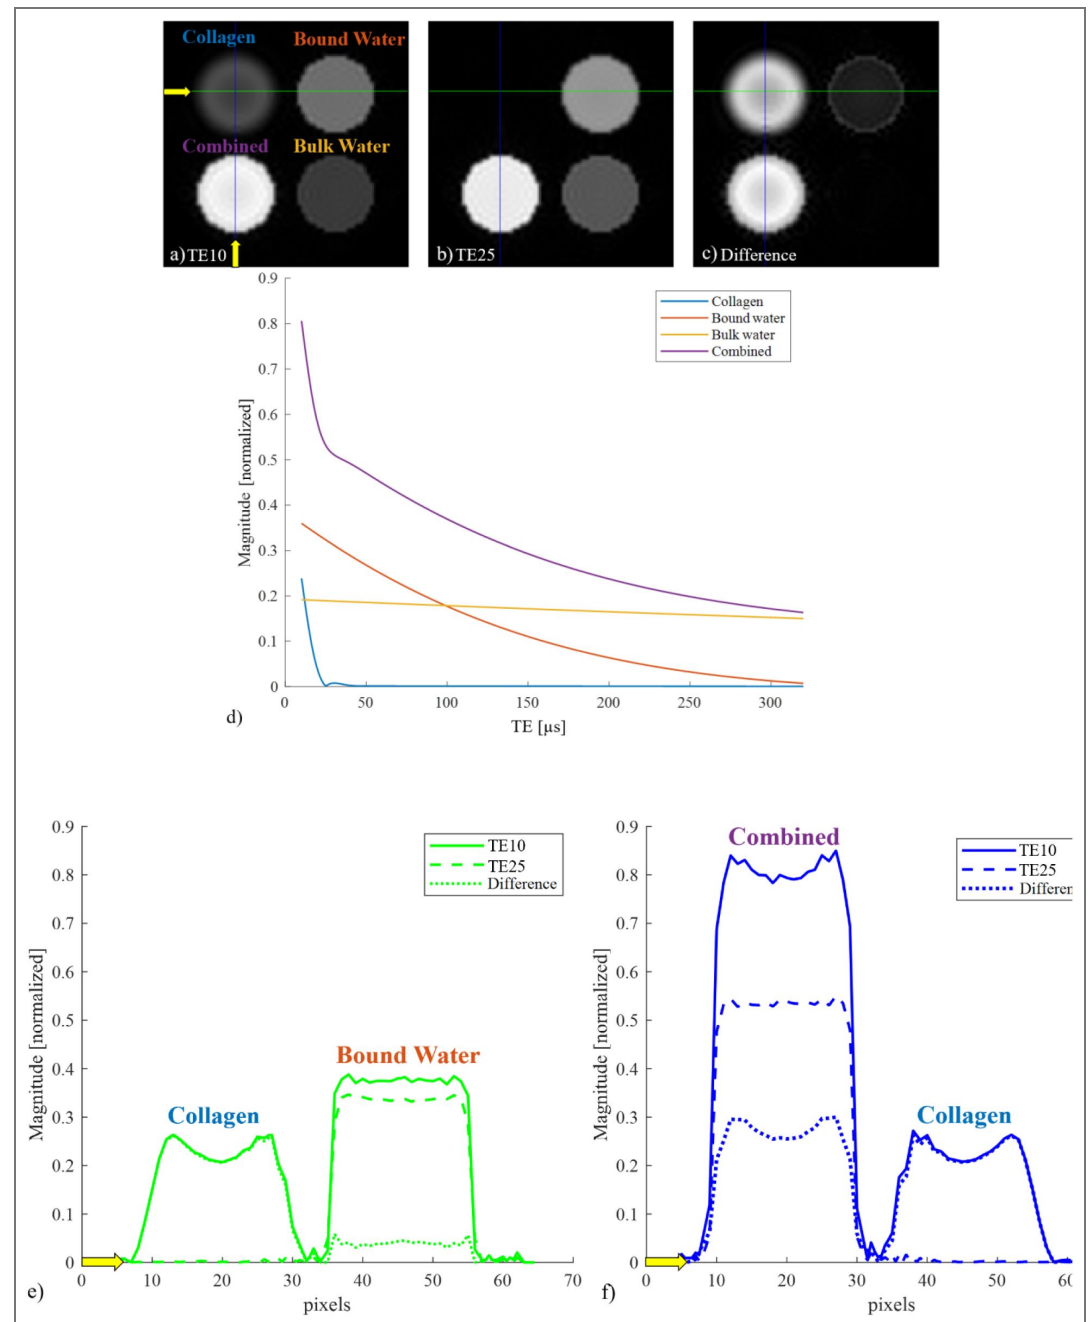 Collagen
Bound Water
Combined
Bulk Water
a) TE10
b) TE25
c) Difference
0.9
0.8
0.7
0.6
0.5
0.4
0.3
0.2
0.1
0
Magnitude [normalized]
Collagen
Bound water
Bulk water
Combined
0 50 100 150 200 250 300
TE [µs]
d)
0.9
0.8
0.7
0.6
0.5
0.4
0.3
0.2
0.1
0
Magnitude [normalized]
TE10
TE25
Difference
Collagen
Bound Water
0 10 20 30 40 50 60 70
pixels
e)
0.9
0.8
0.7
0.6
0.5
0.4
0.3
0.2
0.1
0
Magnitude [normalized]
Combined
TE10
TE25
Differen
Collagen
0 10 20 30 40 50 60
pixels
f)